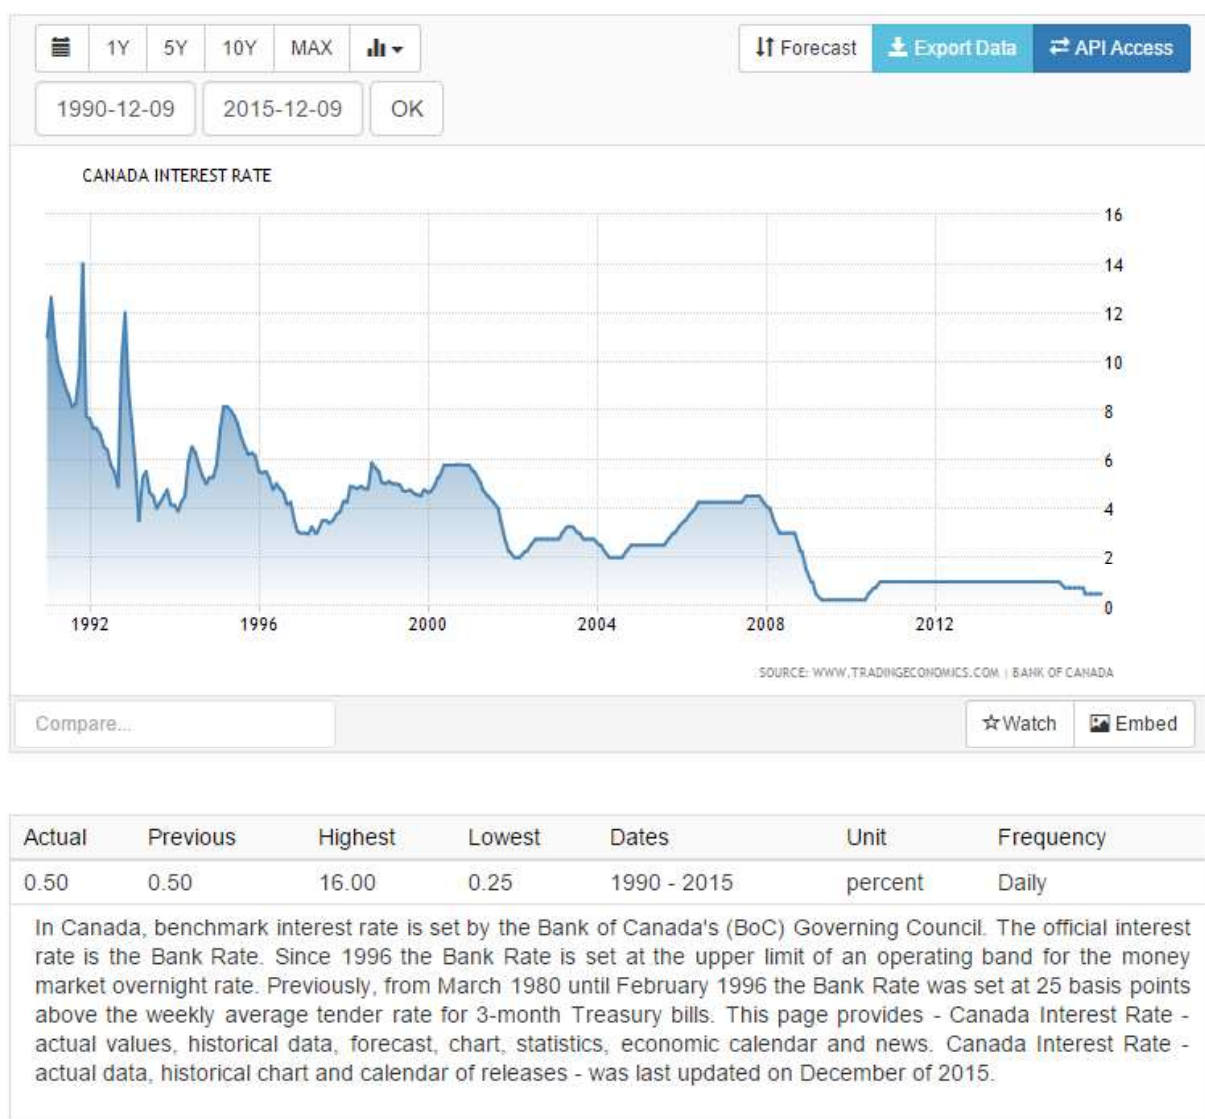 1Y 5Y 10Y MAX Forecast Export Data API Access
1990-12-09 2015-12-09 OK
CANADA INTEREST RATE
16
14
12
10
8
6
4
2
0
1992 1996 2000 2004 2008 2012
SOURCE: WWW.TRADINGECONOMICS.COM | BANK OF CANADA
Compare... Watch Embed
Actual Previous Highest Lowest Dates Unit Frequency
0.50 0.50 16.00 0.25 1990 - 2015 percent Daily
In Canada, benchmark interest rate is set by the Bank of Canada's (BoC) Governing Council. The official interest
rate is the Bank Rate. Since 1996 the Bank Rate is set at the upper limit of an operating band for the money
market overnight rate. Previously, from March 1980 until February 1996 the Bank Rate was set at 25 basis points
above the weekly average tender rate for 3-month Treasury bills. This page provides - Canada Interest Rate -
actual values, historical data, forecast, chart, statistics, economic calendar and news. Canada Interest Rate -
actual data, historical chart and calendar of releases - was last updated on December of 2015.